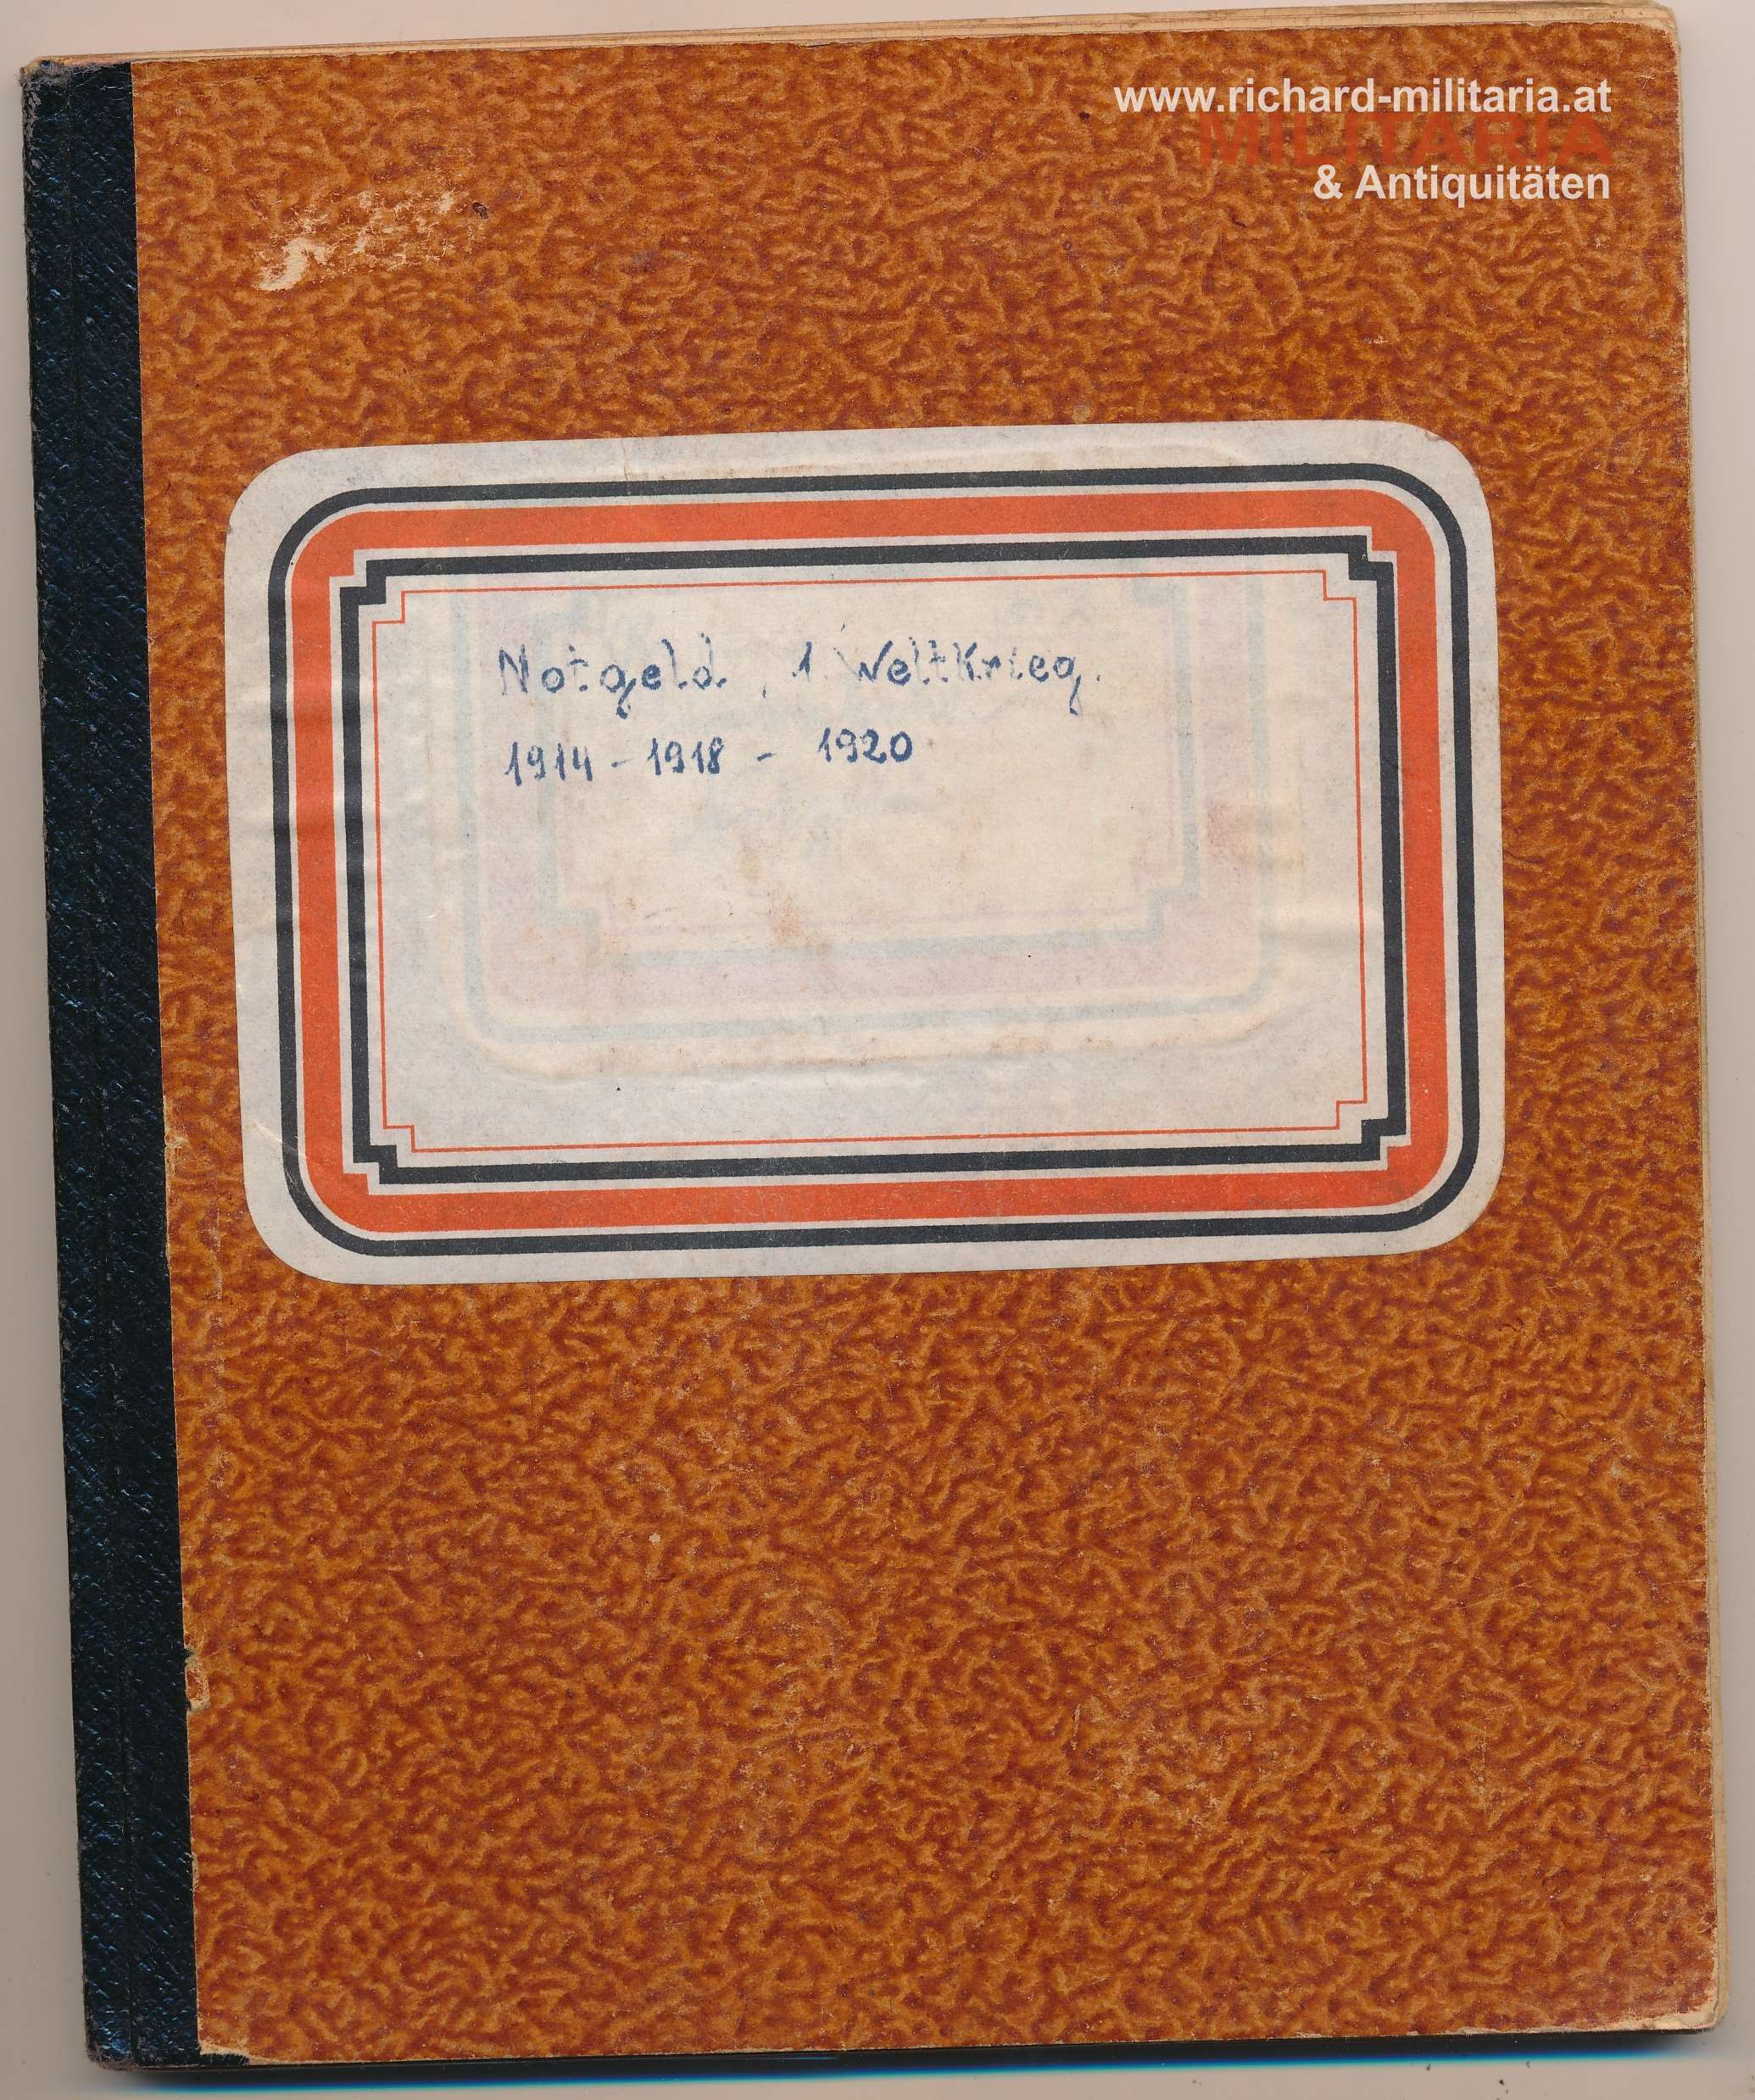 www.richard-militaria.at
MILITARIA
& Antiquitäten
Notgeld, 1. Weltkrieg.
1914 - 1918 - 1920